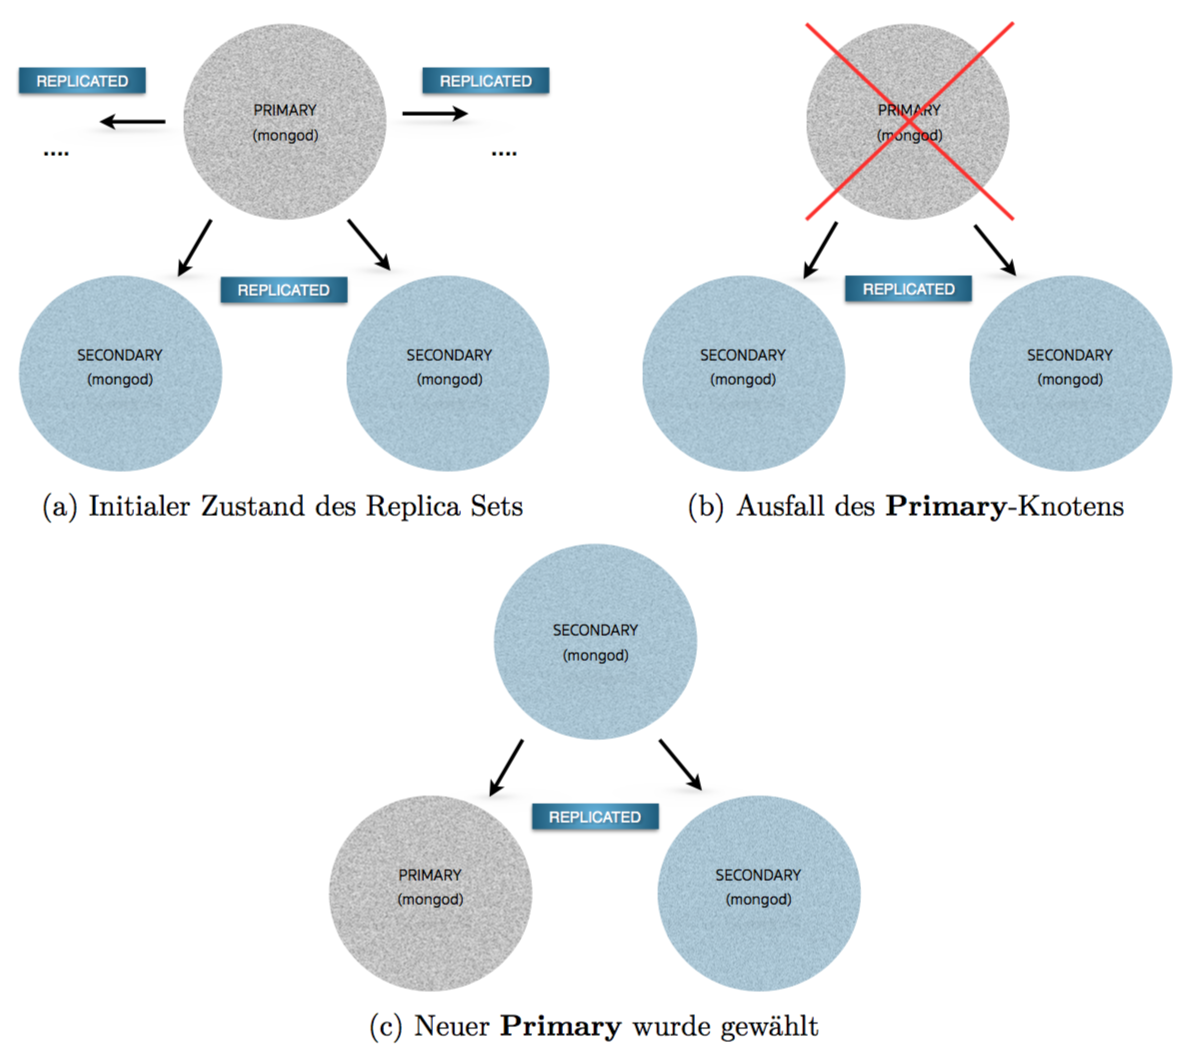 REPLICATED
....
PRIMARY
(mongod)
REPLICATED
....
REPLICATED
SECONDARY
(mongod)
SECONDARY
(mongod)
(a) Initialer Zustand des Replica Sets
PRIMARY
(mongod)
REPLICATED
SECONDARY
(mongod)
SECONDARY
(mongod)
(b) Ausfall des Primary-Knotens
SECONDARY
(mongod)
REPLICATED
PRIMARY
(mongod)
SECONDARY
(mongod)
(c) Neuer Primary wurde gewählt